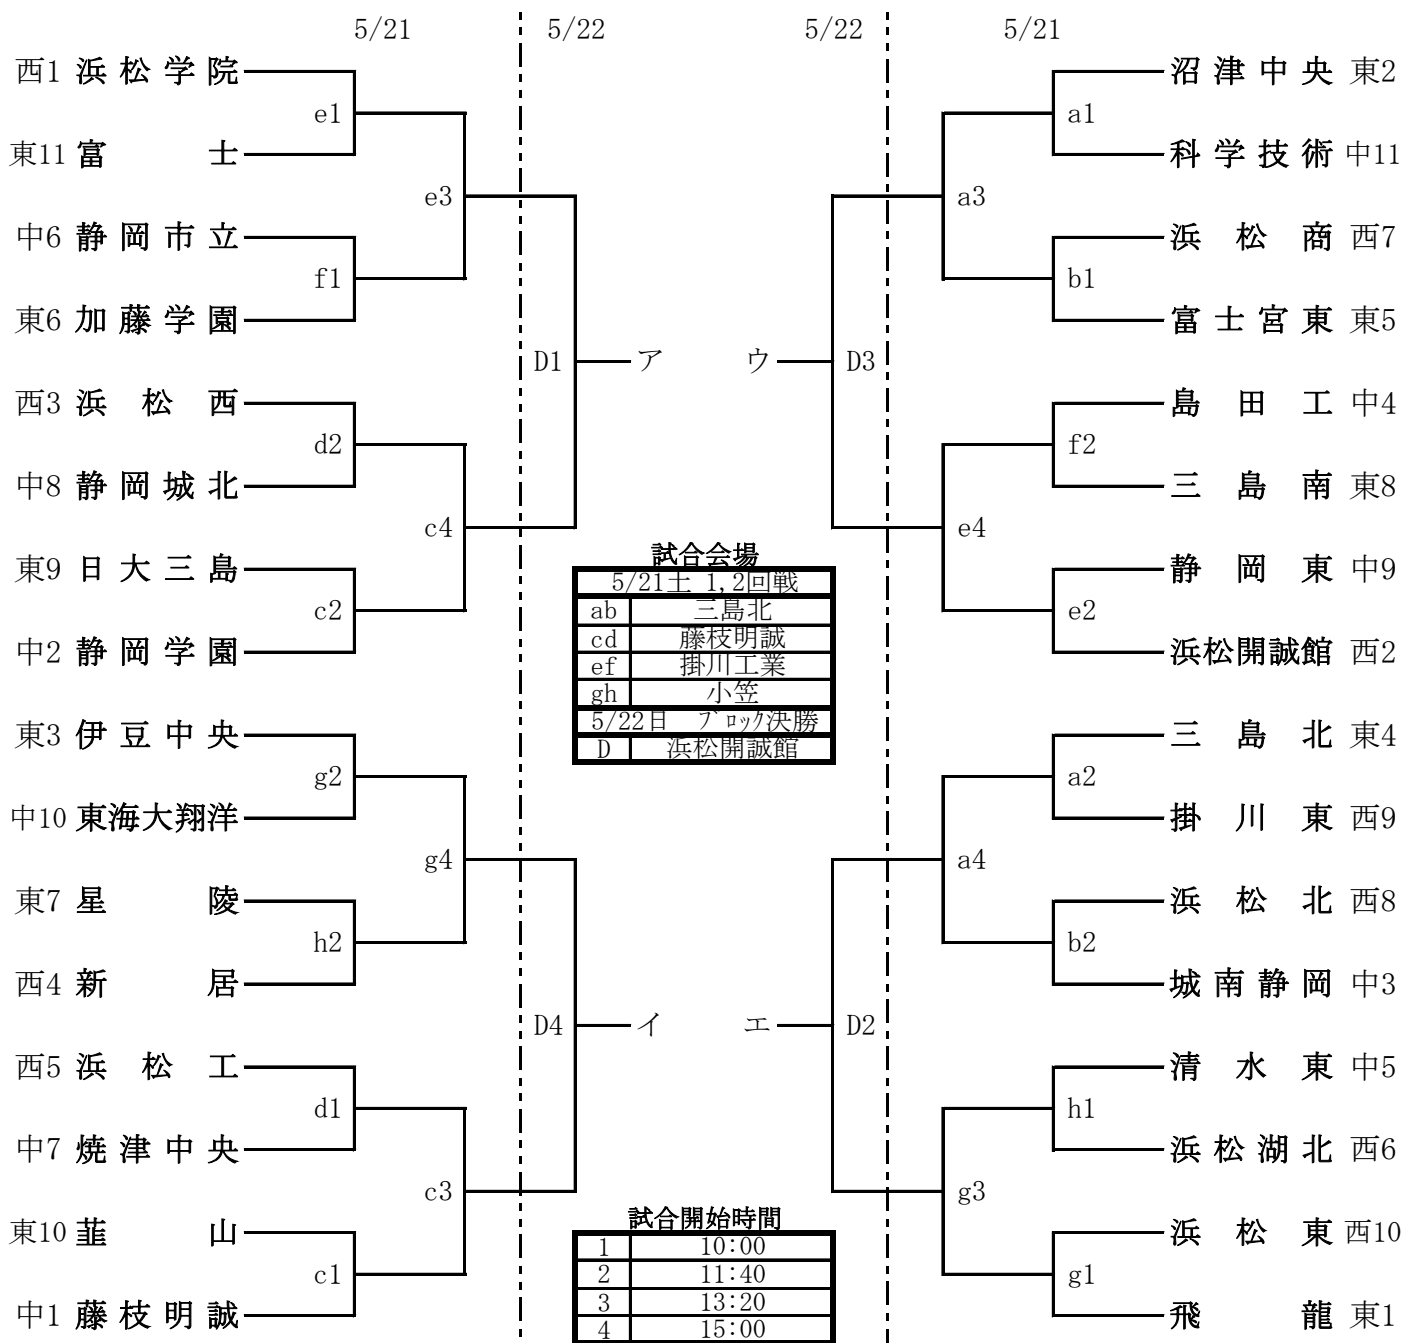 5/21 5/22 5/22 5/21
西1 浜松学院 沼津中央 東2
e1 a1
東11 富士 科学技術 中11
e3 a3
中6 静岡市立 浜松商 西7
f1 b1
東6 加藤学園 富士宮東 東5
D1 ア ウ D3
西3 浜松西 島田工 中4
d2 f2
中8 静岡城北 三島南 東8
c4 e4
試合会場
東9 日大三島 静岡東 中9
5/21土 1,2回戦
ab 三島北
c2 e2
cd 藤枝明誠
中2 静岡学園 浜松開誠館 西2
ef 掛川工業
gh 小笠
5/22日 ブロック決勝
東3 伊豆中央 三島北 東4
D 浜松開誠館
g2 a2
中10 東海大翔洋 掛川東 西9
g4 a4
東7 星陵 浜松北 西8
h2 b2
西4 新居 城南静岡 中3
D4 イ エ D2
西5 浜松工 清水東 中5
d1 h1
中7 焼津中央 浜松湖北 西6
c3 g3
試合開始時間
東10 韮山 浜松東 西10
1 10:00
c1 g1
2 11:40
3 13:20
中1 藤枝明誠 飛龍 東1
4 15:00